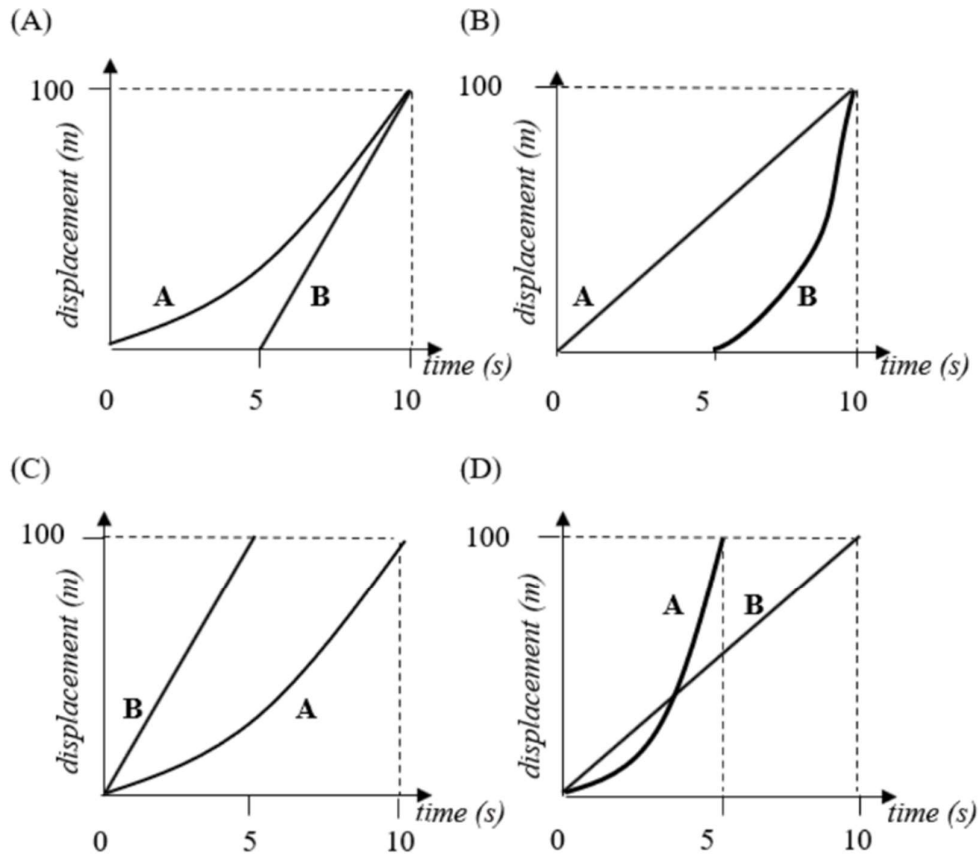 (A)
100
displacement (m)
A
B
time (s)
0 5 10
(B)
100
displacement (m)
A
B
time (s)
0 5 10
(C)
100
displacement (m)
B
A
time (s)
0 5 10
(D)
100
displacement (m)
A B
time (s)
0 5 10